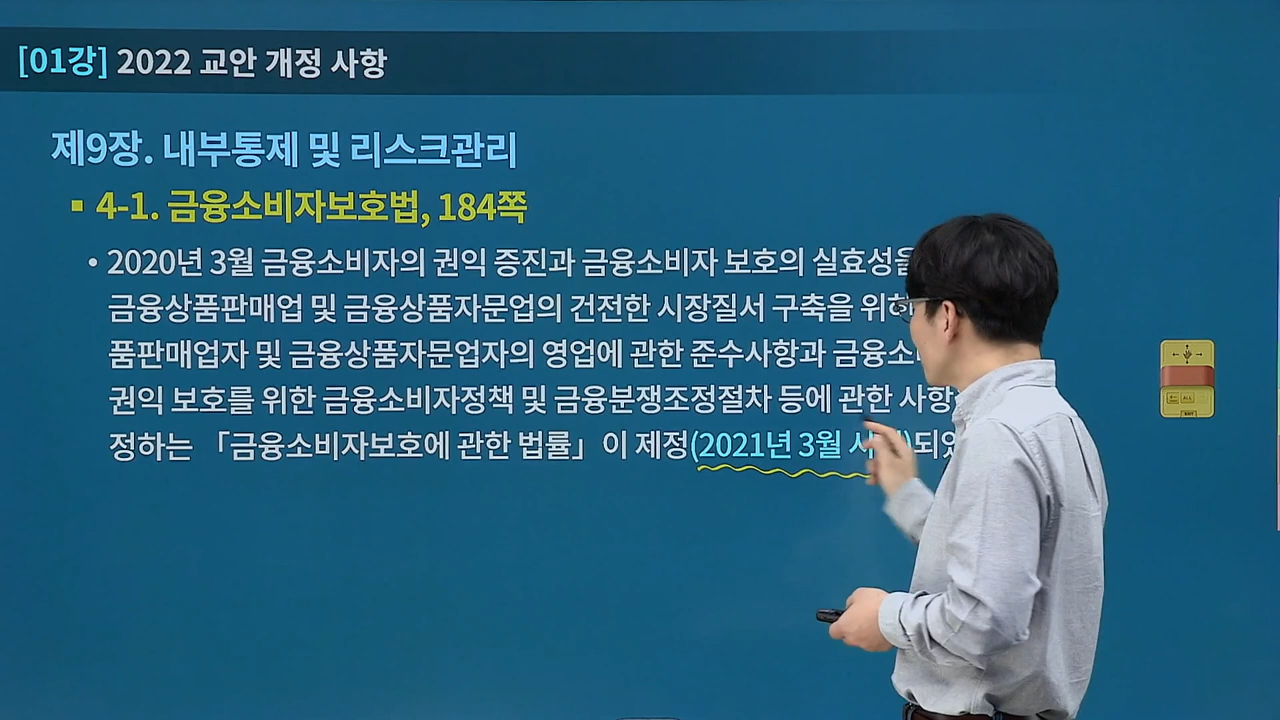 [01강] 2022 교안 개정 사항
제9장. 내부통제 및 리스크관리
▪ 4-1. 금융소비자보호법, 184쪽
• 2020년 3월 금융소비자의 권익 증진과 금융소비자 보호의 실효성을
금융상품판매업 및 금융상품자문업의 건전한 시장질서 구축을 위하
품판매업자 및 금융상품자문업자의 영업에 관한 준수사항과 금융소
권익 보호를 위한 금융소비자정책 및 금융분쟁조정절차 등에 관한 사항
정하는 「금융소비자보호에 관한 법률」이 제정(2021년 3월 )되었
ALL